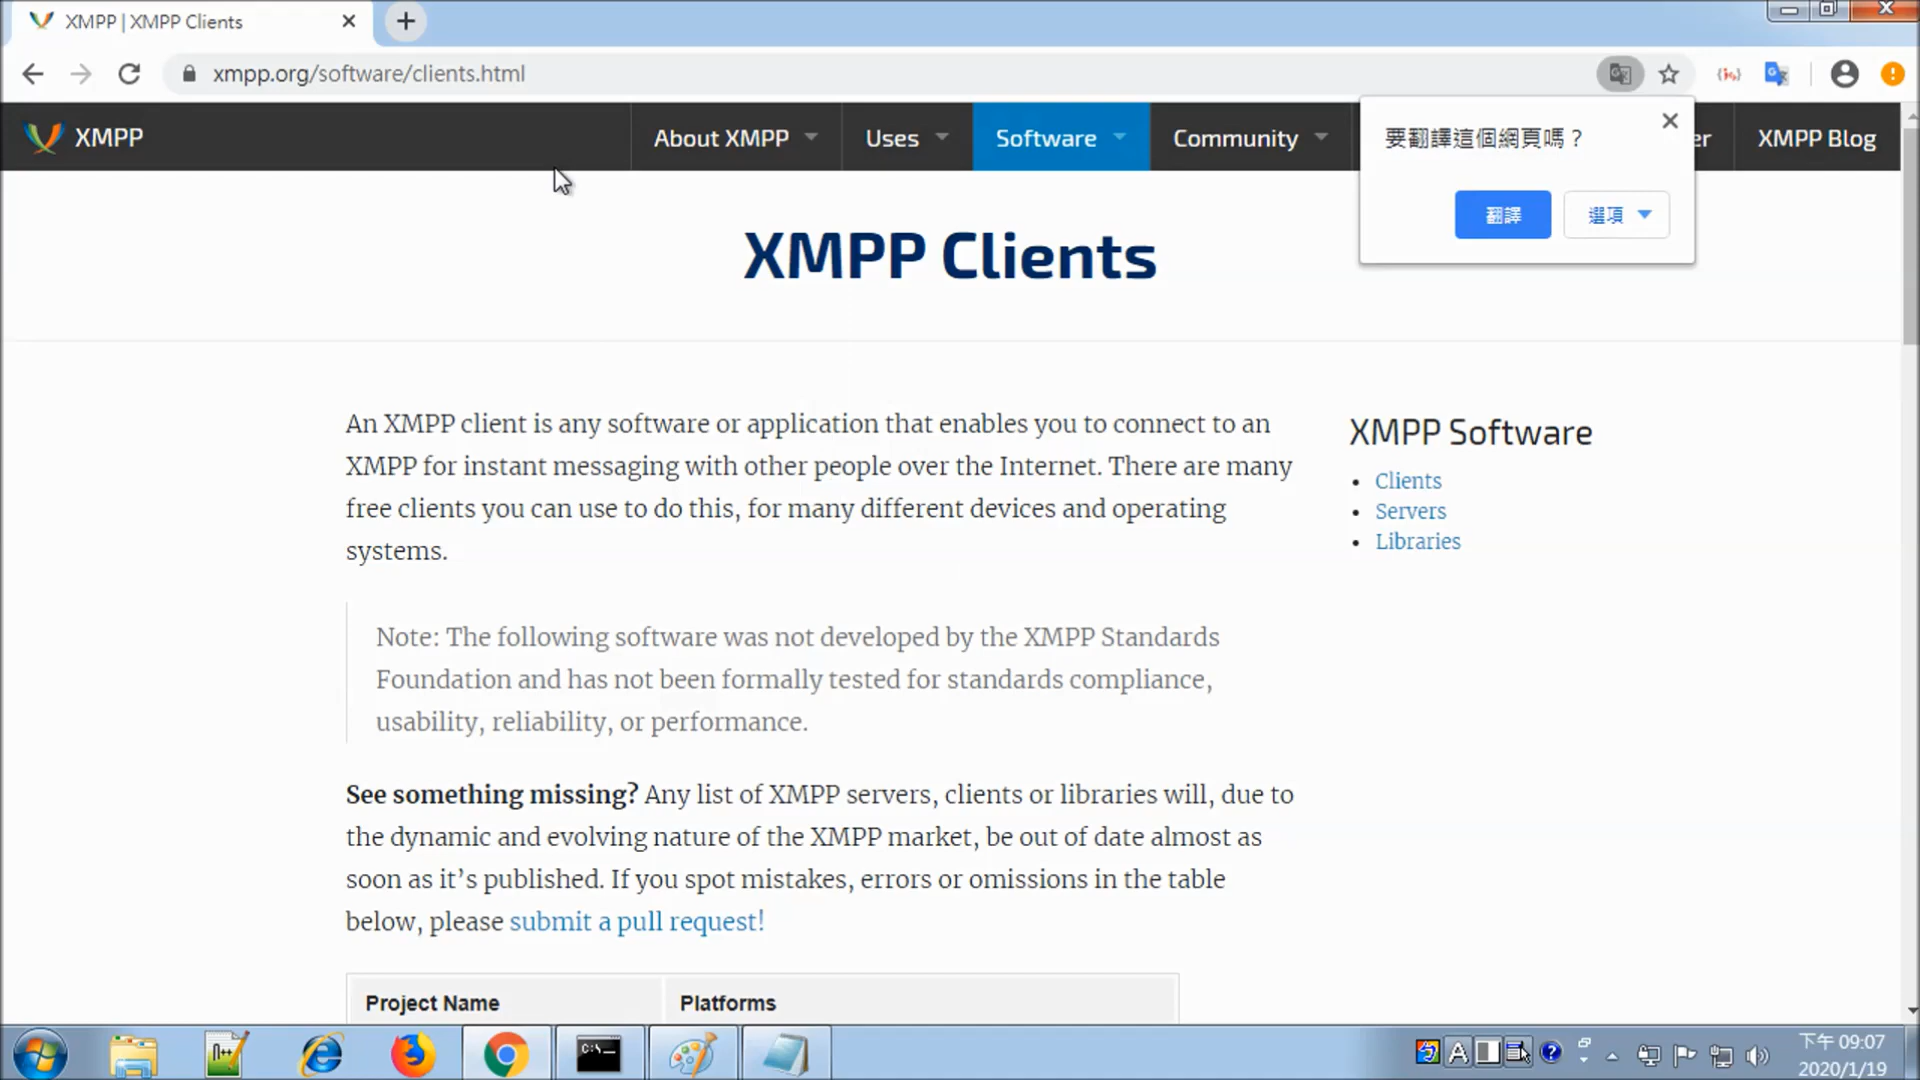 XMPP | XMPP Clients
xmpp.org/software/clients.html
XMPP
About XMPP
Uses
Software
Community
er
XMPP Blog
要翻譯這個網頁嗎？
翻譯
選項
XMPP Clients
An XMPP client is any software or application that enables you to connect to an
XMPP for instant messaging with other people over the Internet. There are many
free clients you can use to do this, for many different devices and operating
systems.
XMPP Software
Clients
Servers
Libraries
Note: The following software was not developed by the XMPP Standards
Foundation and has not been formally tested for standards compliance,
usability, reliability, or performance.
See something missing? Any list of XMPP servers, clients or libraries will, due to
the dynamic and evolving nature of the XMPP market, be out of date almost as
soon as it’s published. If you spot mistakes, errors or omissions in the table
below, please submit a pull request!
Project Name
Platforms
下午 09:07
2020/1/19